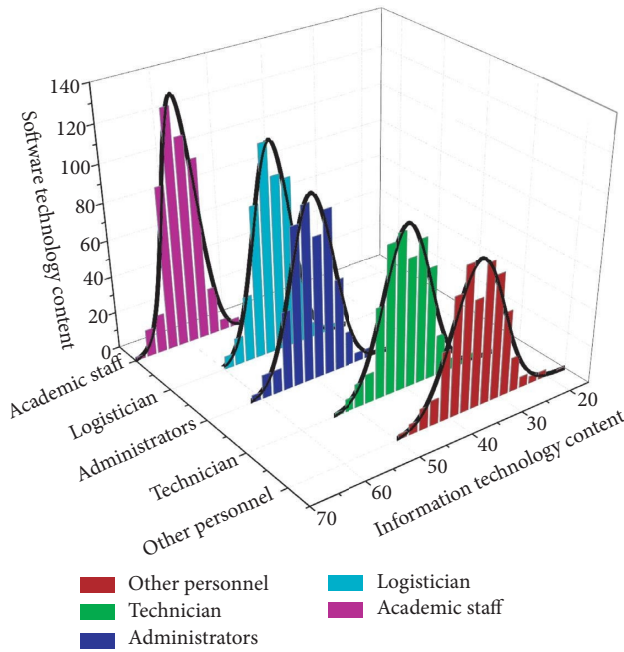 140
120
100
80
60
40
20
0
Software technology content
Academic staff
Logistician
Administrators
Technician
Other personnel
70
60
50
40
30
20
Information technology content
Other personnel
Technician
Administrators
Logistician
Academic staff